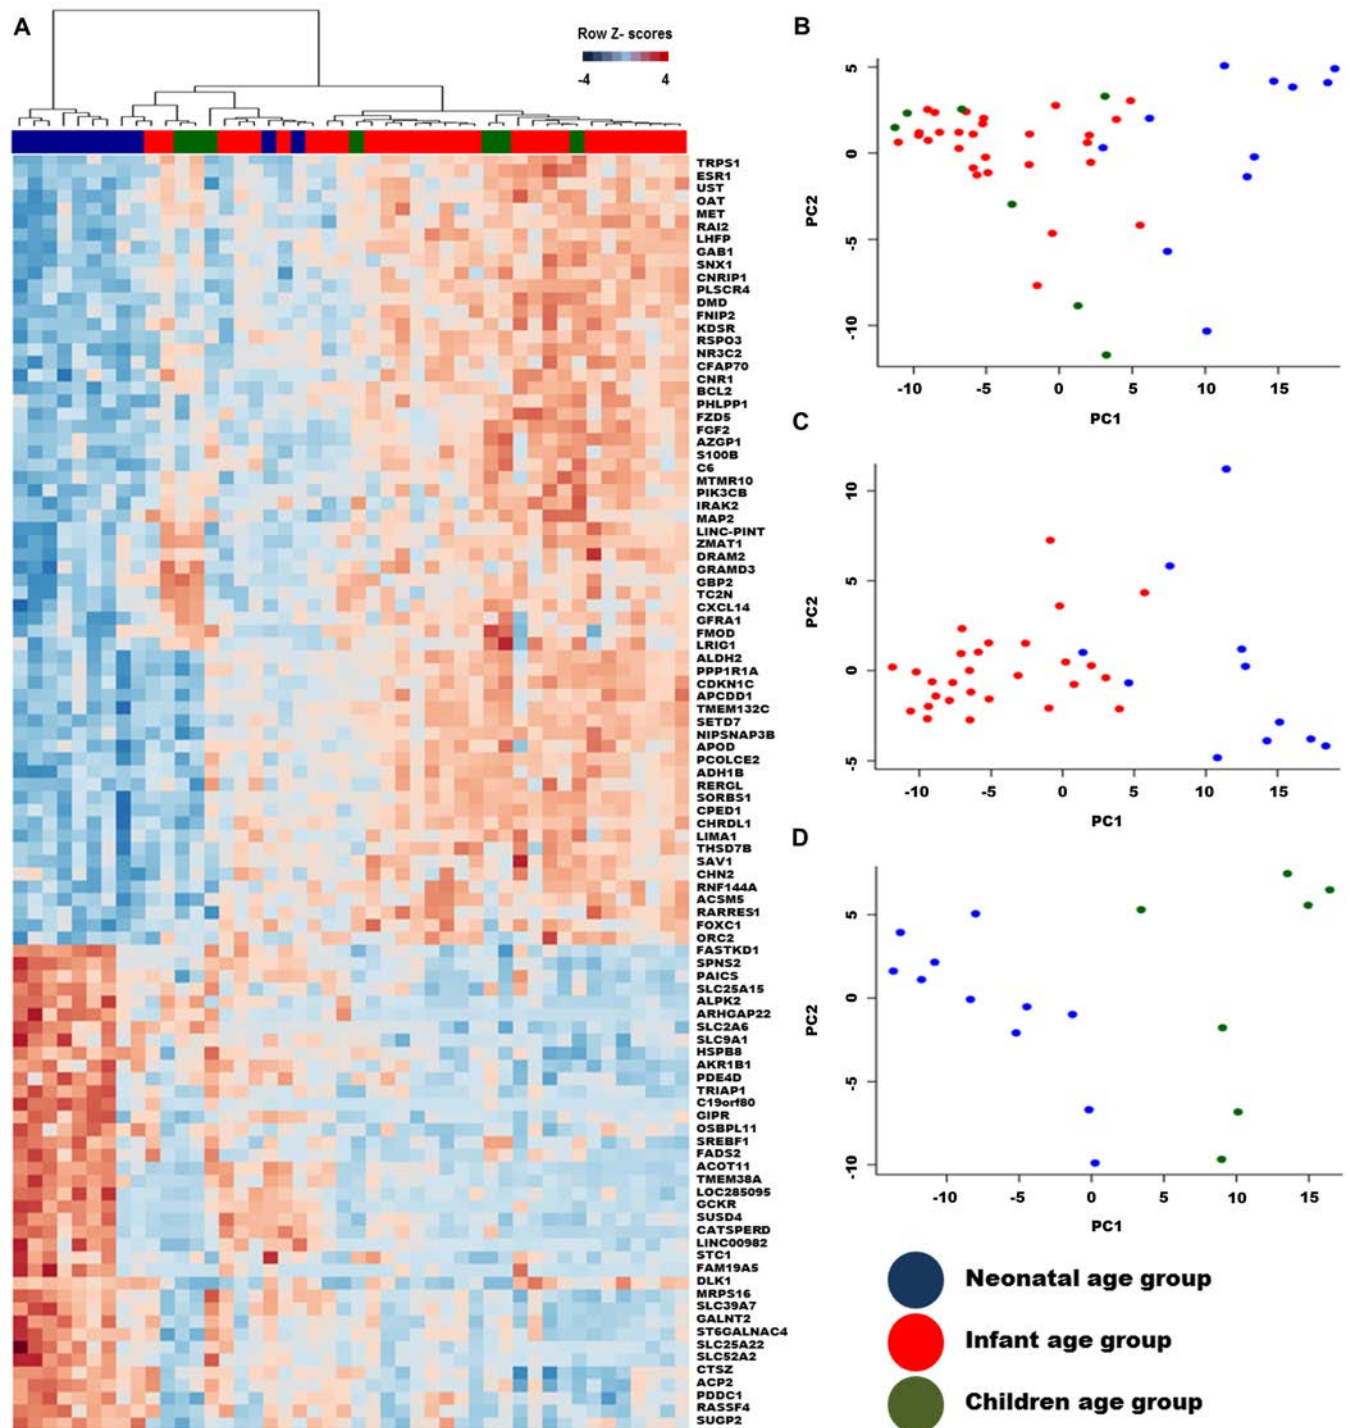 A
Row Z- scores
-4 4
TRPS1
ESR1
UST
OAT
MET
RAI2
LHFP
GAB1
SNX1
CNRIP1
PLSCR4
DMD
FNIP2
KDSR
RSPO3
NR3C2
CFAP70
CNR1
BCL2
PHLPP1
FZD5
FGF2
AZGP1
S100B
C6
MTMR10
PIK3CB
IRAK2
MAP2
LINC-PINT
ZMAT1
DRAM2
GRAMD3
GBP2
TC2N
CXCL14
GFRA1
FMOD
LRIG1
ALDH2
PPP1R1A
CDKN1C
APCDD1
TMEM132C
SETD7
NIPSNAP3B
APOD
PCOLCE2
ADH1B
RERGL
SORBS1
CPED1
CHRDL1
LIMA1
THSD7B
SAV1
CHN2
RNF144A
ACSM5
RARRES1
FOXC1
ORC2
FASTKD1
SPNS2
PAICS
SLC25A15
ALPK2
ARHGAP22
SLC2A6
SLC9A1
HSPB8
AKR1B1
PDE4D
TRIAP1
C19orf80
GIPR
OSBPL11
SREBF1
FADS2
ACOT11
TMEM38A
LOC285095
GCKR
SUSD4
CATSPERD
LINC00982
STC1
FAM19A5
DLK1
MRPS16
SLC39A7
GALNT2
ST6GALNAC4
SLC25A22
SLC52A2
CTSZ
ACP2
PDDC1
RASSF4
SUGP2
B
5
0
-5
-10
PC2
-10 -5 0 5 10 15
PC1
C
10
5
0
-5
PC2
-10 -5 0 5 10 15
PC1
D
5
0
-5
-10
PC2
-10 -5 0 5 10 15
PC1
Neonatal age group
Infant age group
Children age group